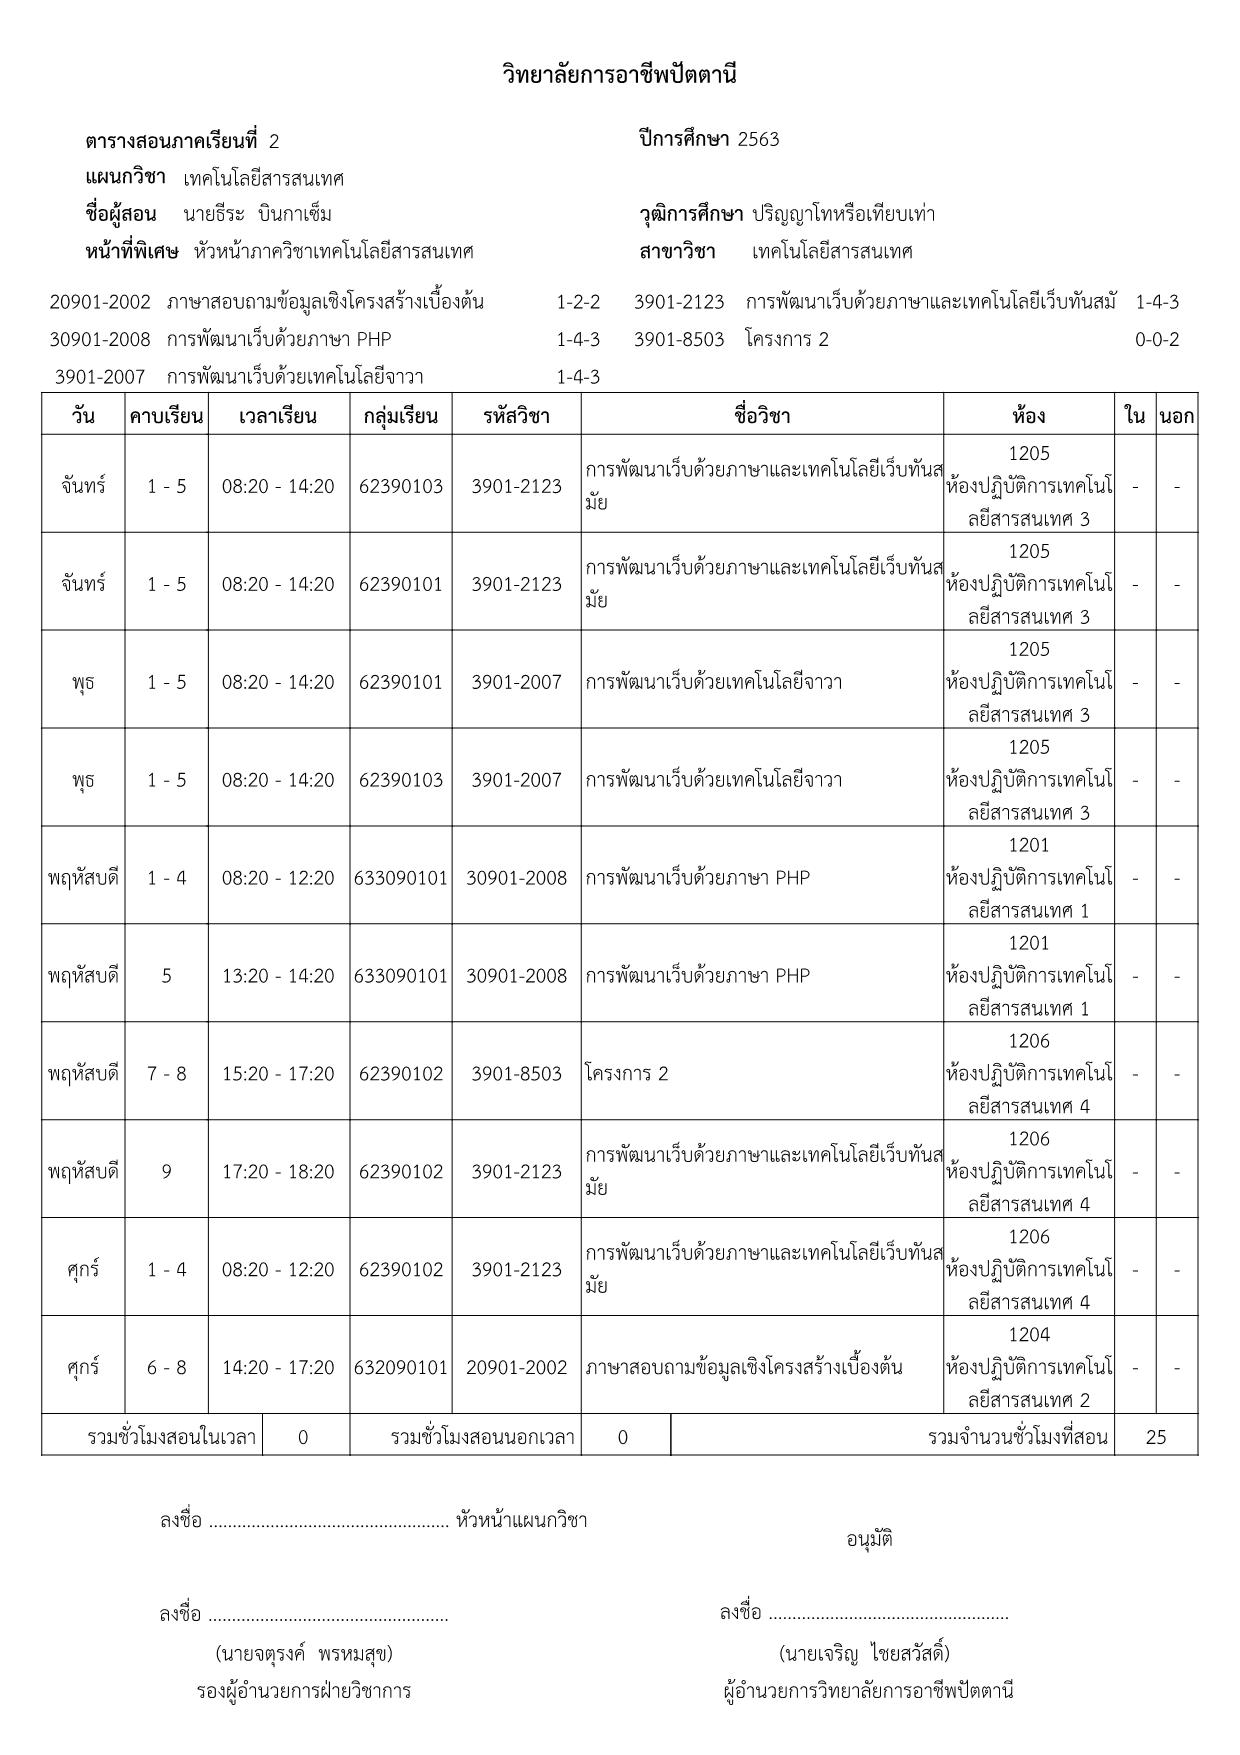 วิทยาลัยการอาชีพปัตตานี
ตารางสอนภาคเรียนที่ 2 ปีการศึกษา 2563
แผนกวิชา เทคโนโลยีสารสนเทศ
ชื่อผู้สอน นายธีระ บินกาเซ็ม วุฒิการศึกษา ปริญญาโทหรือเทียบเท่า
หน้าที่พิเศษ หัวหน้าภาควิชาเทคโนโลยีสารสนเทศ สาขาวิชา เทคโนโลยีสารสนเทศ
20901-2002 ภาษาสอบถามข้อมูลเชิงโครงสร้างเบื้องต้น 1-2-2 3901-2123 การพัฒนาเว็บด้วยภาษาและเทคโนโลยีเว็บทันสมั 1-4-3
30901-2008 การพัฒนาเว็บด้วยภาษา PHP 1-4-3 3901-8503 โครงการ 2 0-0-2
3901-2007 การพัฒนาเว็บด้วยเทคโนโลยีจาวา 1-4-3
วัน คาบเรียน เวลาเรียน กลุ่มเรียน รหัสวิชา ชื่อวิชา ห้อง ใน นอก
1205
การพัฒนาเว็บด้วยภาษาและเทคโนโลยีเว็บทันส
จันทร์ 1 - 5 08:20 - 14:20 62390103 3901-2123 ห้องปฏิบัติการเทคโนโ - -
มัย
ลยีสารสนเทศ 3
1205
การพัฒนาเว็บด้วยภาษาและเทคโนโลยีเว็บทันส
จันทร์ 1 - 5 08:20 - 14:20 62390101 3901-2123 ห้องปฏิบัติการเทคโนโ - -
มัย
ลยีสารสนเทศ 3
1205
พุธ 1 - 5 08:20 - 14:20 62390101 3901-2007 การพัฒนาเว็บด้วยเทคโนโลยีจาวา ห้องปฏิบัติการเทคโนโ - -
ลยีสารสนเทศ 3
1205
พุธ 1 - 5 08:20 - 14:20 62390103 3901-2007 การพัฒนาเว็บด้วยเทคโนโลยีจาวา ห้องปฏิบัติการเทคโนโ - -
ลยีสารสนเทศ 3
1201
พฤหัสบดี 1 - 4 08:20 - 12:20 633090101 30901-2008 การพัฒนาเว็บด้วยภาษา PHP ห้องปฏิบัติการเทคโนโ - -
ลยีสารสนเทศ 1
1201
พฤหัสบดี 5 13:20 - 14:20 633090101 30901-2008 การพัฒนาเว็บด้วยภาษา PHP ห้องปฏิบัติการเทคโนโ - -
ลยีสารสนเทศ 1
1206
พฤหัสบดี 7 - 8 15:20 - 17:20 62390102 3901-8503 โครงการ 2 ห้องปฏิบัติการเทคโนโ - -
ลยีสารสนเทศ 4
1206
การพัฒนาเว็บด้วยภาษาและเทคโนโลยีเว็บทันส
พฤหัสบดี 9 17:20 - 18:20 62390102 3901-2123 ห้องปฏิบัติการเทคโนโ - -
มัย
ลยีสารสนเทศ 4
1206
การพัฒนาเว็บด้วยภาษาและเทคโนโลยีเว็บทันส
ศุกร์ 1 - 4 08:20 - 12:20 62390102 3901-2123 ห้องปฏิบัติการเทคโนโ - -
มัย
ลยีสารสนเทศ 4
1204
ศุกร์ 6 - 8 14:20 - 17:20 632090101 20901-2002 ภาษาสอบถามข้อมูลเชิงโครงสร้างเบื้องต้น ห้องปฏิบัติการเทคโนโ - -
ลยีสารสนเทศ 2
รวมชั่วโมงสอนในเวลา 0 รวมชั่วโมงสอนนอกเวลา 0 รวมจำนวนชั่วโมงที่สอน 25
ลงชื่อ ................................................... หัวหน้าแผนกวิชา
อนุมัติ
ลงชื่อ ................................................... ลงชื่อ ...................................................
(นายจตุรงค์ พรหมสุข) (นายเจริญ ไชยสวัสดิ์)
รองผู้อำนวยการฝ่ายวิชาการ ผู้อำนวยการวิทยาลัยการอาชีพปัตตานี